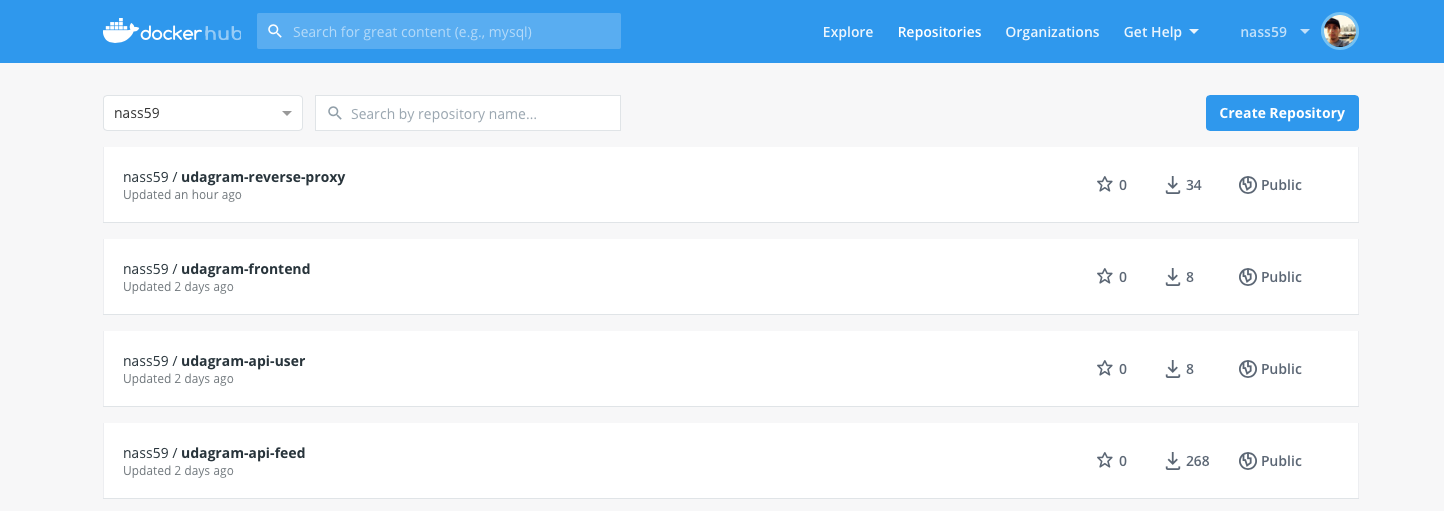 docker hub Search for great content (e.g., mysql) Explore Repositories Organizations Get Help nass59
nass59 Search by repository name... Create Repository
nass59 / udagram-reverse-proxy 0 34 Public
Updated an hour ago
nass59 / udagram-frontend 0 8 Public
Updated 2 days ago
nass59 / udagram-api-user 0 8 Public
Updated 2 days ago
nass59 / udagram-api-feed 0 268 Public
Updated 2 days ago